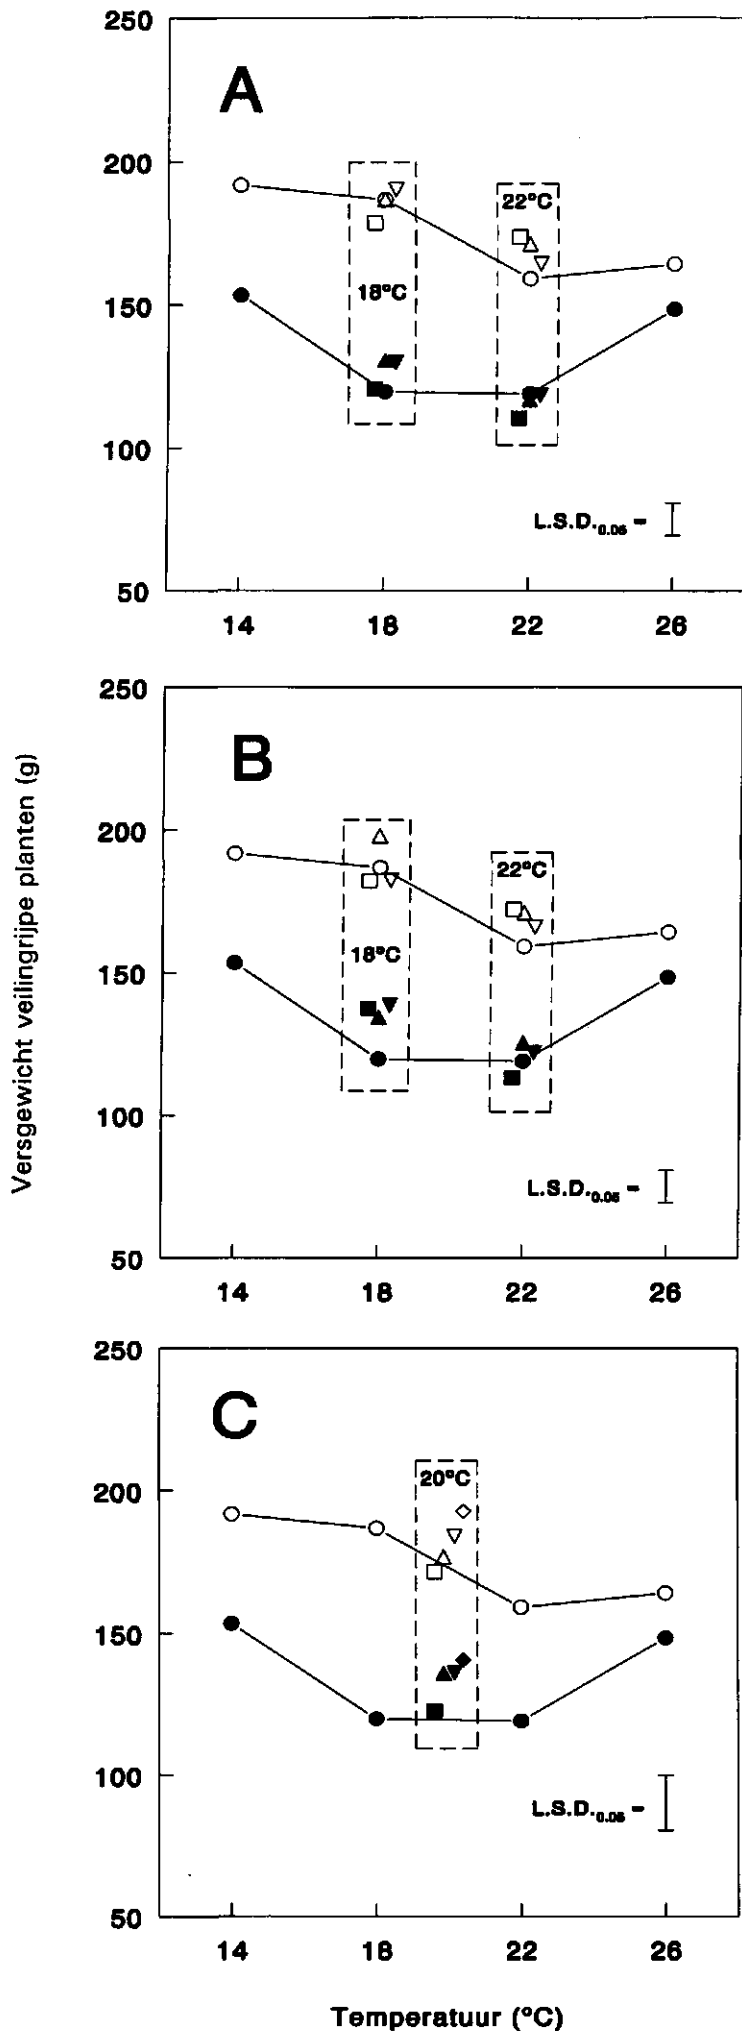 Versgewicht veilingrijpe planten (g)
250
A
200
22°C
18°C
150
100
L.S.D.0.05 =
50
14 18 22 26
250
B
200
22°C
18°C
150
100
L.S.D.0.05 =
50
14 18 22 26
250
C
20°C
200
150
100
L.S.D.0.05 =
50
14 18 22 26
Temperatuur (°C)